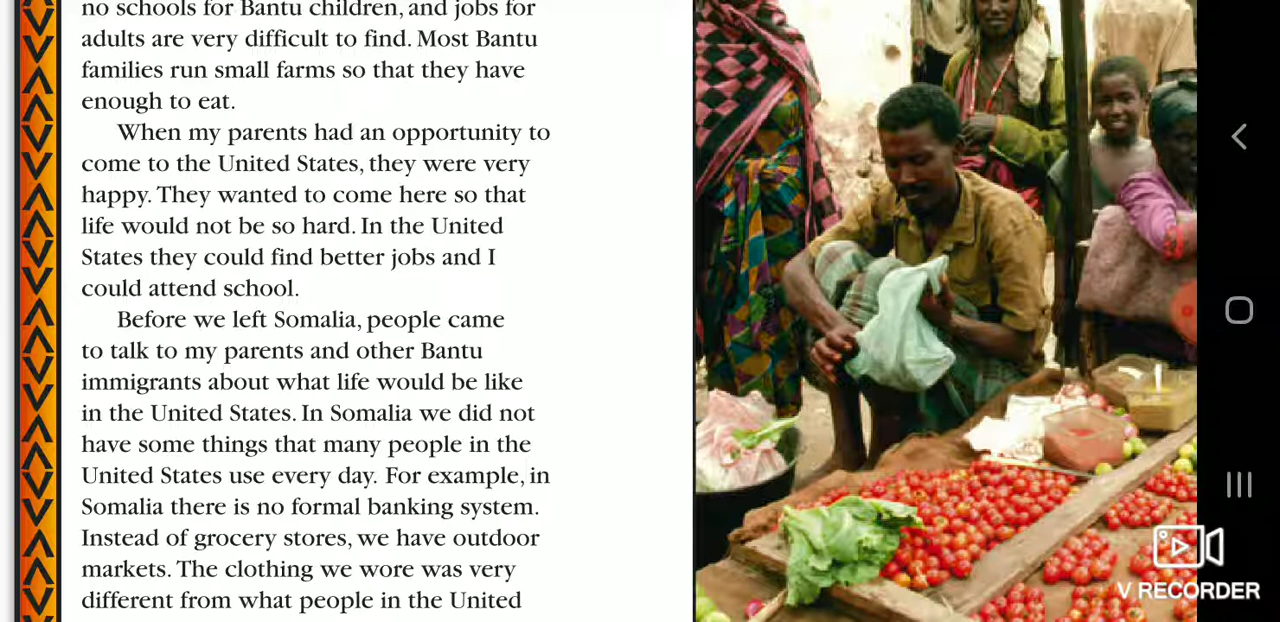 no schools for Bantu children, and jobs for
adults are very difficult to find. Most Bantu
families run small farms so that they have
enough to eat.
When my parents had an opportunity to
come to the United States, they were very
happy. They wanted to come here so that
life would not be so hard. In the United
States they could find better jobs and I
could attend school.
Before we left Somalia, people came
to talk to my parents and other Bantu
immigrants about what life would be like
in the United States. In Somalia we did not
have some things that many people in the
United States use every day. For example, in
Somalia there is no formal banking system.
Instead of grocery stores, we have outdoor
markets. The clothing we wore was very
different from what people in the United
V RECORDER